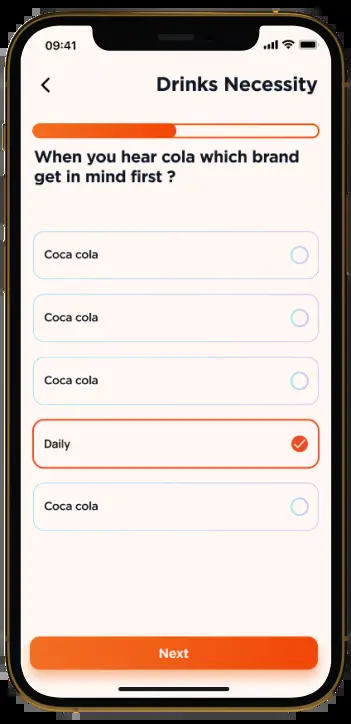 09:41
Drinks Necessity
When you hear cola which brand
get in mind first ?
Coca cola
Coca cola
Coca cola
Daily
Coca cola
Next